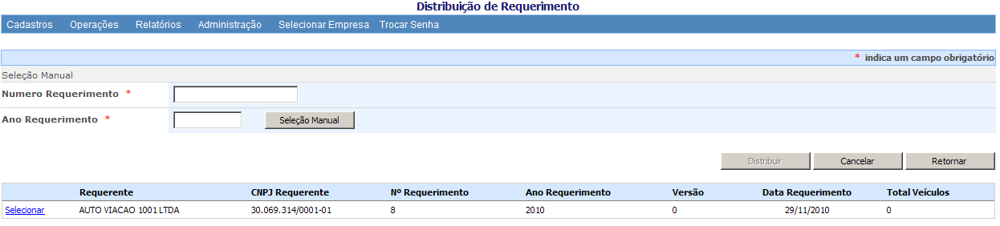 Distribuição de Requerimento
Cadastros Operações Relatórios Administração Selecionar Empresa Trocar Senha
* indica um campo obrigatório
Seleção Manual
Numero Requerimento *
Ano Requerimento * Seleção Manual
Distribuir Cancelar Retornar
Requerente CNPJ Requerente Nº Requerimento Ano Requerimento Versão Data Requerimento Total Veículos
Selecionar AUTO VIACAO 1001 LTDA 30.069.314/0001-01 8 2010 0 29/11/2010 0